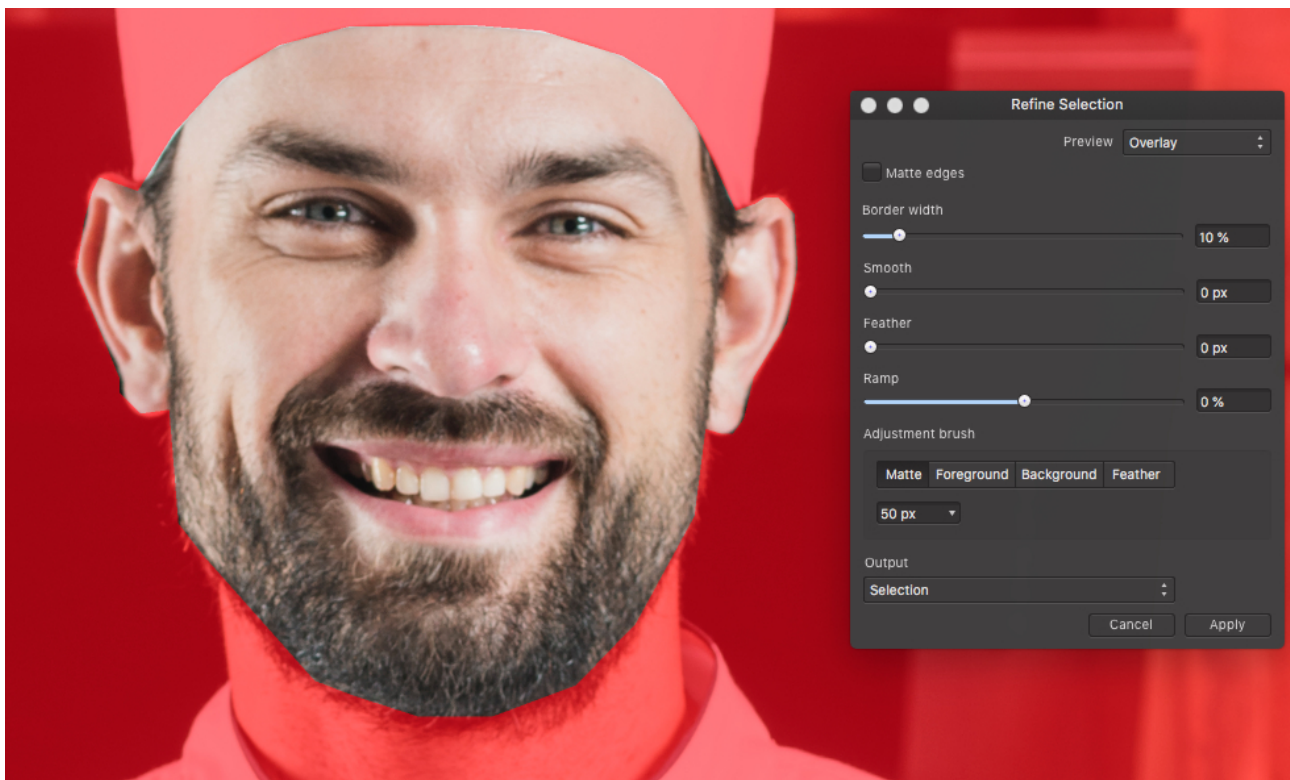 Refine Selection
Preview Overlay
Matte edges
Border width
10 %
Smooth
0 px
Feather
0 px
Ramp
0 %
Adjustment brush
Matte Foreground Background Feather
50 px
Output
Selection
Cancel Apply